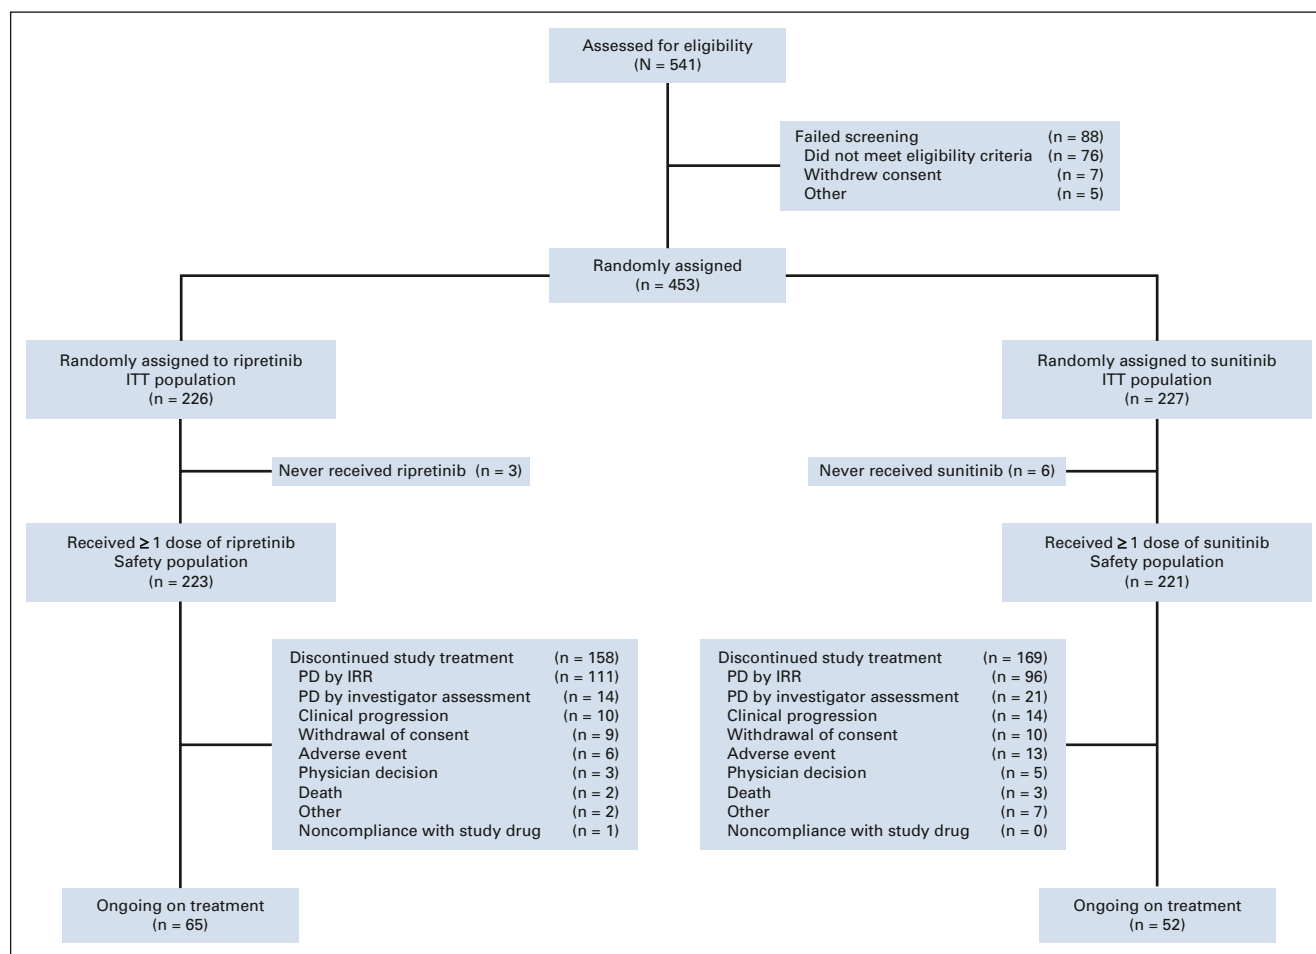 Assessed for eligibility
(N = 541)
Failed screening (n = 88)
Did not meet eligibility criteria (n = 76)
Withdrew consent (n = 7)
Other (n = 5)
Randomly assigned
(n = 453)
Randomly assigned to ripretinib
ITT population
(n = 226)
Randomly assigned to sunitinib
ITT population
(n = 227)
Never received ripretinib (n = 3)
Never received sunitinib (n = 6)
Received ≥ 1 dose of ripretinib
Safety population
(n = 223)
Received ≥ 1 dose of sunitinib
Safety population
(n = 221)
Discontinued study treatment (n = 158)
PD by IRR (n = 111)
PD by investigator assessment (n = 14)
Clinical progression (n = 10)
Withdrawal of consent (n = 9)
Adverse event (n = 6)
Physician decision (n = 3)
Death (n = 2)
Other (n = 2)
Noncompliance with study drug (n = 1)
Discontinued study treatment (n = 169)
PD by IRR (n = 96)
PD by investigator assessment (n = 21)
Clinical progression (n = 14)
Withdrawal of consent (n = 10)
Adverse event (n = 13)
Physician decision (n = 5)
Death (n = 3)
Other (n = 7)
Noncompliance with study drug (n = 0)
Ongoing on treatment
(n = 65)
Ongoing on treatment
(n = 52)